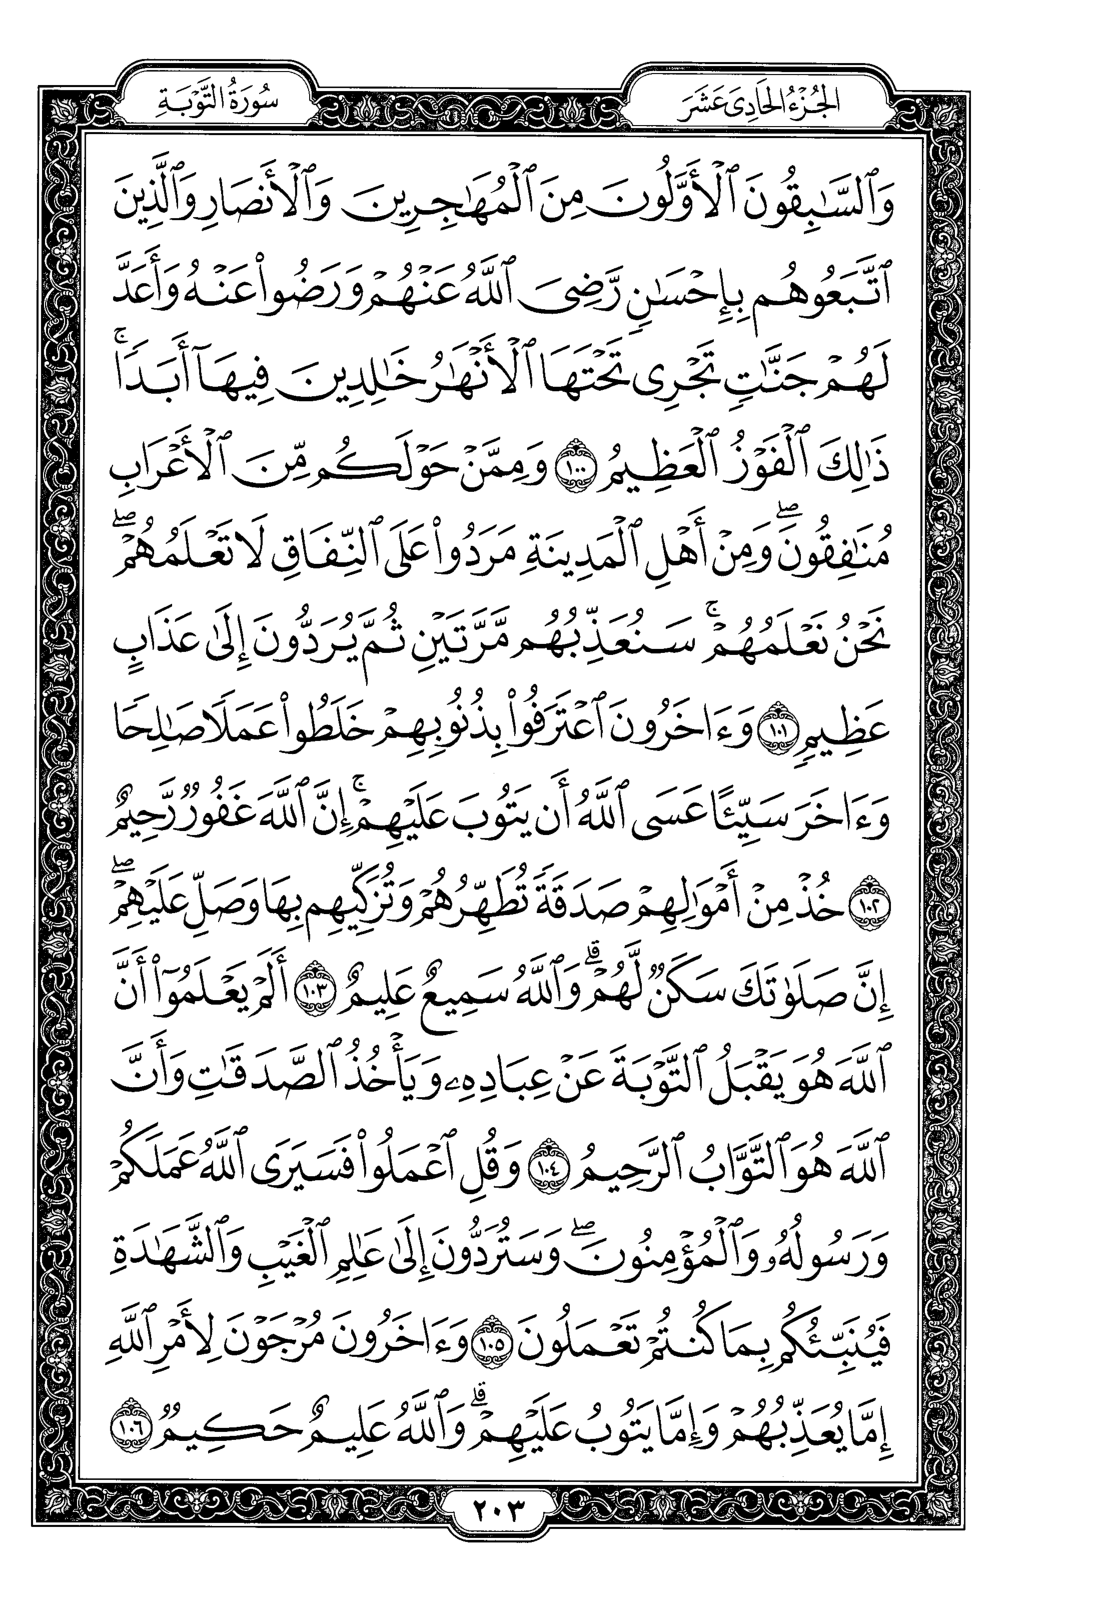 الجُزْءُ الحَادِيَ عَشَرَ
سُورَةُ التَّوْبَةِ
وَٱلسَّٰبِقُونَ ٱلْأَوَّلُونَ مِنَ ٱلْمُهَٰجِرِينَ وَٱلْأَنصَارِ وَٱلَّذِينَ
ٱتَّبَعُوهُم بِإِحْسَٰنٍ رَّضِىَ ٱللَّهُ عَنْهُمْ وَرَضُوا۟ عَنْهُ وَأَعَدَّ
لَهُمْ جَنَّٰتٍ تَجْرِى تَحْتَهَا ٱلْأَنْهَٰرُ خَٰلِدِينَ فِيهَآ أَبَدًا ۚ
ذَٰلِكَ ٱلْفَوْزُ ٱلْعَظِيمُ ١٠٠ وَمِمَّنْ حَوْلَكُم مِّنَ ٱلْأَعْرَابِ
مُنَٰفِقُونَ ۖ وَمِنْ أَهْلِ ٱلْمَدِينَةِ مَرَدُوا۟ عَلَى ٱلنِّفَاقِ لَا تَعْلَمُهُمْ ۖ
نَحْنُ نَعْلَمُهُمْ ۚ سَنُعَذِّبُهُم مَّرَّتَيْنِ ثُمَّ يُرَدُّونَ إِلَىٰ عَذَابٍ
عَظِيمٍ ١٠١ وَءَاخَرُونَ ٱعْتَرَفُوا۟ بِذُنُوبِهِمْ خَلَطُوا۟ عَمَلًا صَٰلِحًا
وَءَاخَرَ سَيِّئًا عَسَى ٱللَّهُ أَن يَتُوبَ عَلَيْهِمْ ۚ إِنَّ ٱللَّهَ غَفُورٌ رَّحِيمٌ
١٠٢ خُذْ مِنْ أَمْوَٰلِهِمْ صَدَقَةً تُطَهِّرُهُمْ وَتُزَكِّيهِم بِهَا وَصَلِّ عَلَيْهِمْ ۖ
إِنَّ صَلَوٰتَكَ سَكَنٌ لَّهُمْ ۗ وَٱللَّهُ سَمِيعٌ عَلِيمٌ ١٠٣ أَلَمْ يَعْلَمُوٓا۟ أَنَّ
ٱللَّهَ هُوَ يَقْبَلُ ٱلتَّوْبَةَ عَنْ عِبَادِهِۦ وَيَأْخُذُ ٱلصَّدَقَٰتِ وَأَنَّ
ٱللَّهَ هُوَ ٱلتَّوَّابُ ٱلرَّحِيمُ ١٠٤ وَقُلِ ٱعْمَلُوا۟ فَسَيَرَى ٱللَّهُ عَمَلَكُمْ
وَرَسُولُهُۥ وَٱلْمُؤْمِنُونَ ۖ وَسَتُرَدُّونَ إِلَىٰ عَٰلِمِ ٱلْغَيْبِ وَٱلشَّهَٰدَةِ
فَيُنَبِّئُكُم بِمَا كُنتُمْ تَعْمَلُونَ ١٠٥ وَءَاخَرُونَ مُرْجَوْنَ لِأَمْرِ ٱللَّهِ
إِمَّا يُعَذِّبُهُمْ وَإِمَّا يَتُوبُ عَلَيْهِمْ ۗ وَٱللَّهُ عَلِيمٌ حَكِيمٌ ١٠٦
٢٠٣